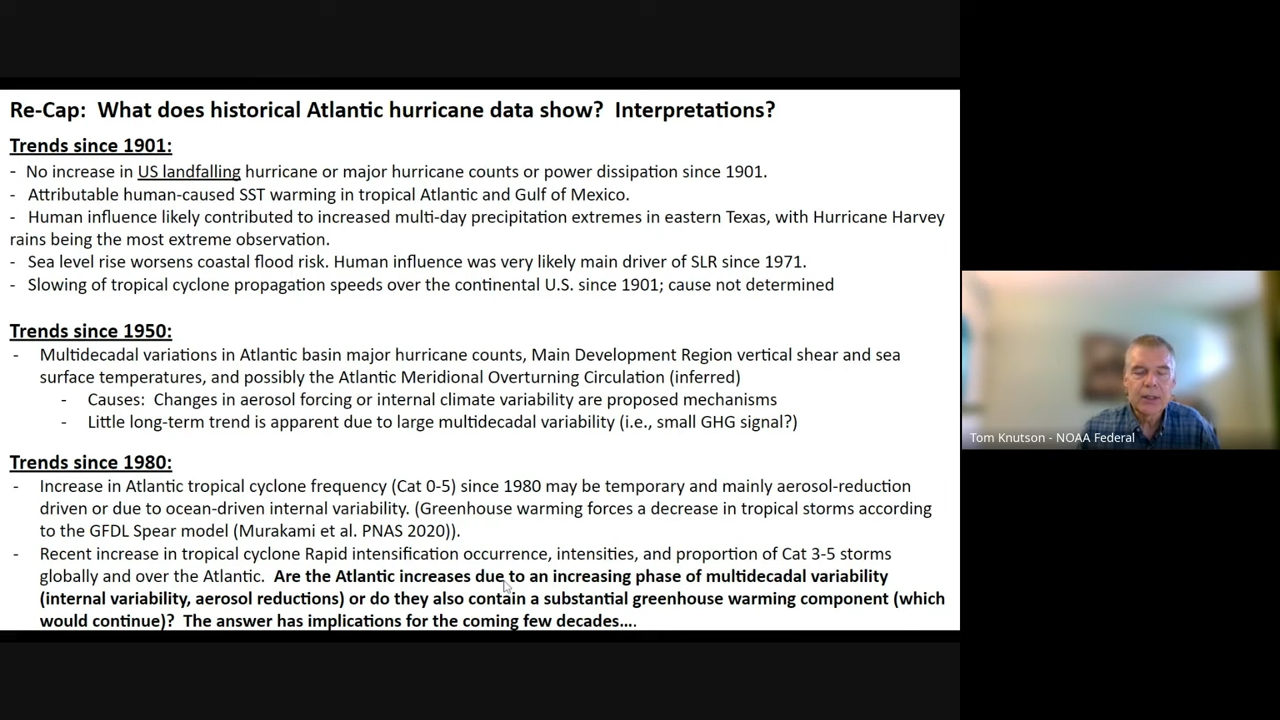 Re-Cap:  What does historical Atlantic hurricane data show?  Interpretations?
Trends since 1901:
- No increase in US landfalling hurricane or major hurricane counts or power dissipation since 1901.
- Attributable human-caused SST warming in tropical Atlantic and Gulf of Mexico.
- Human influence likely contributed to increased multi-day precipitation extremes in eastern Texas, with Hurricane Harvey
rains being the most extreme observation.
- Sea level rise worsens coastal flood risk. Human influence was very likely main driver of SLR since 1971.
- Slowing of tropical cyclone propagation speeds over the continental U.S. since 1901; cause not determined
Trends since 1950:
- Multidecadal variations in Atlantic basin major hurricane counts, Main Development Region vertical shear and sea
surface temperatures, and possibly the Atlantic Meridional Overturning Circulation (inferred)
- Causes:  Changes in aerosol forcing or internal climate variability are proposed mechanisms
- Little long-term trend is apparent due to large multidecadal variability (i.e., small GHG signal?)
Trends since 1980:
- Increase in Atlantic tropical cyclone frequency (Cat 0-5) since 1980 may be temporary and mainly aerosol-reduction
driven or due to ocean-driven internal variability. (Greenhouse warming forces a decrease in tropical storms according
to the GFDL Spear model (Murakami et al. PNAS 2020)).
- Recent increase in tropical cyclone Rapid intensification occurrence, intensities, and proportion of Cat 3-5 storms
globally and over the Atlantic.  Are the Atlantic increases due to an increasing phase of multidecadal variability
(internal variability, aerosol reductions) or do they also contain a substantial greenhouse warming component (which
would continue)?  The answer has implications for the coming few decades….
Tom Knutson - NOAA Federal